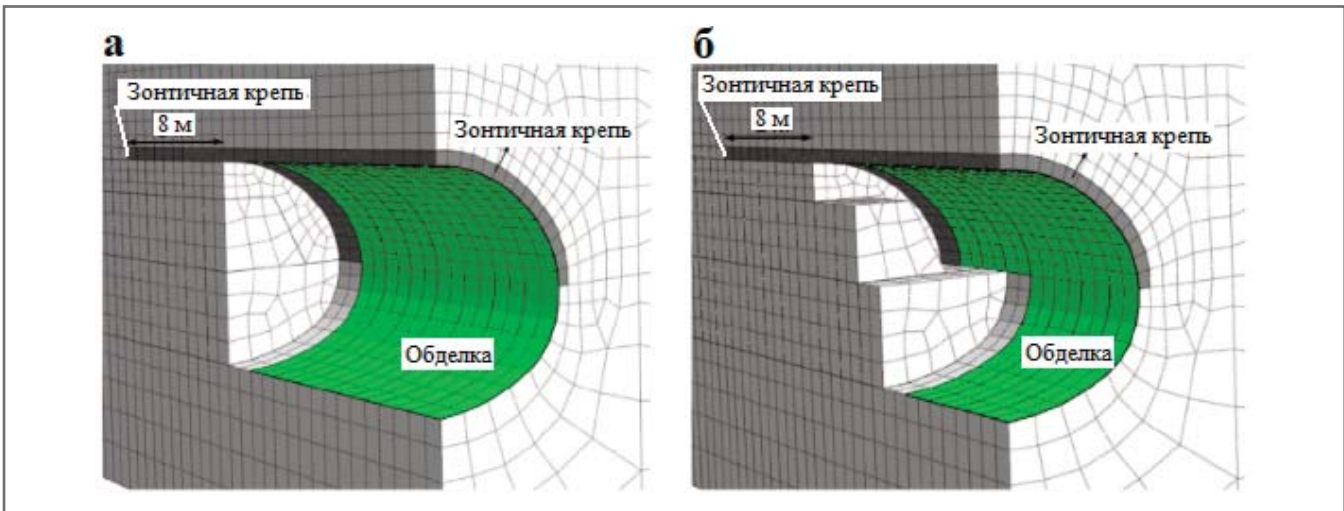 а
Зонтичная крепь
8 м
Зонтичная крепь
Обделка
б
Зонтичная крепь
8 м
Зонтичная крепь
Обделка